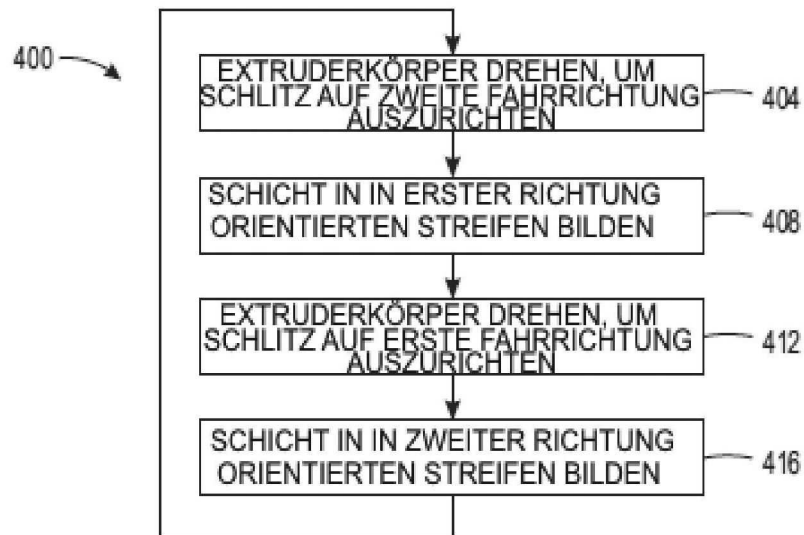 400
EXTRUDERKÖRPER DREHEN, UM
SCHLITZ AUF ZWEITE FAHRRICHTUNG
AUSZURICHTEN
404
SCHICHT IN IN ERSTER RICHTUNG
ORIENTIERTEN STREIFEN BILDEN
408
EXTRUDERKÖRPER DREHEN, UM
SCHLITZ AUF ERSTE FAHRRICHTUNG
AUSZURICHTEN
412
SCHICHT IN IN ZWEITER RICHTUNG
ORIENTIERTEN STREIFEN BILDEN
416